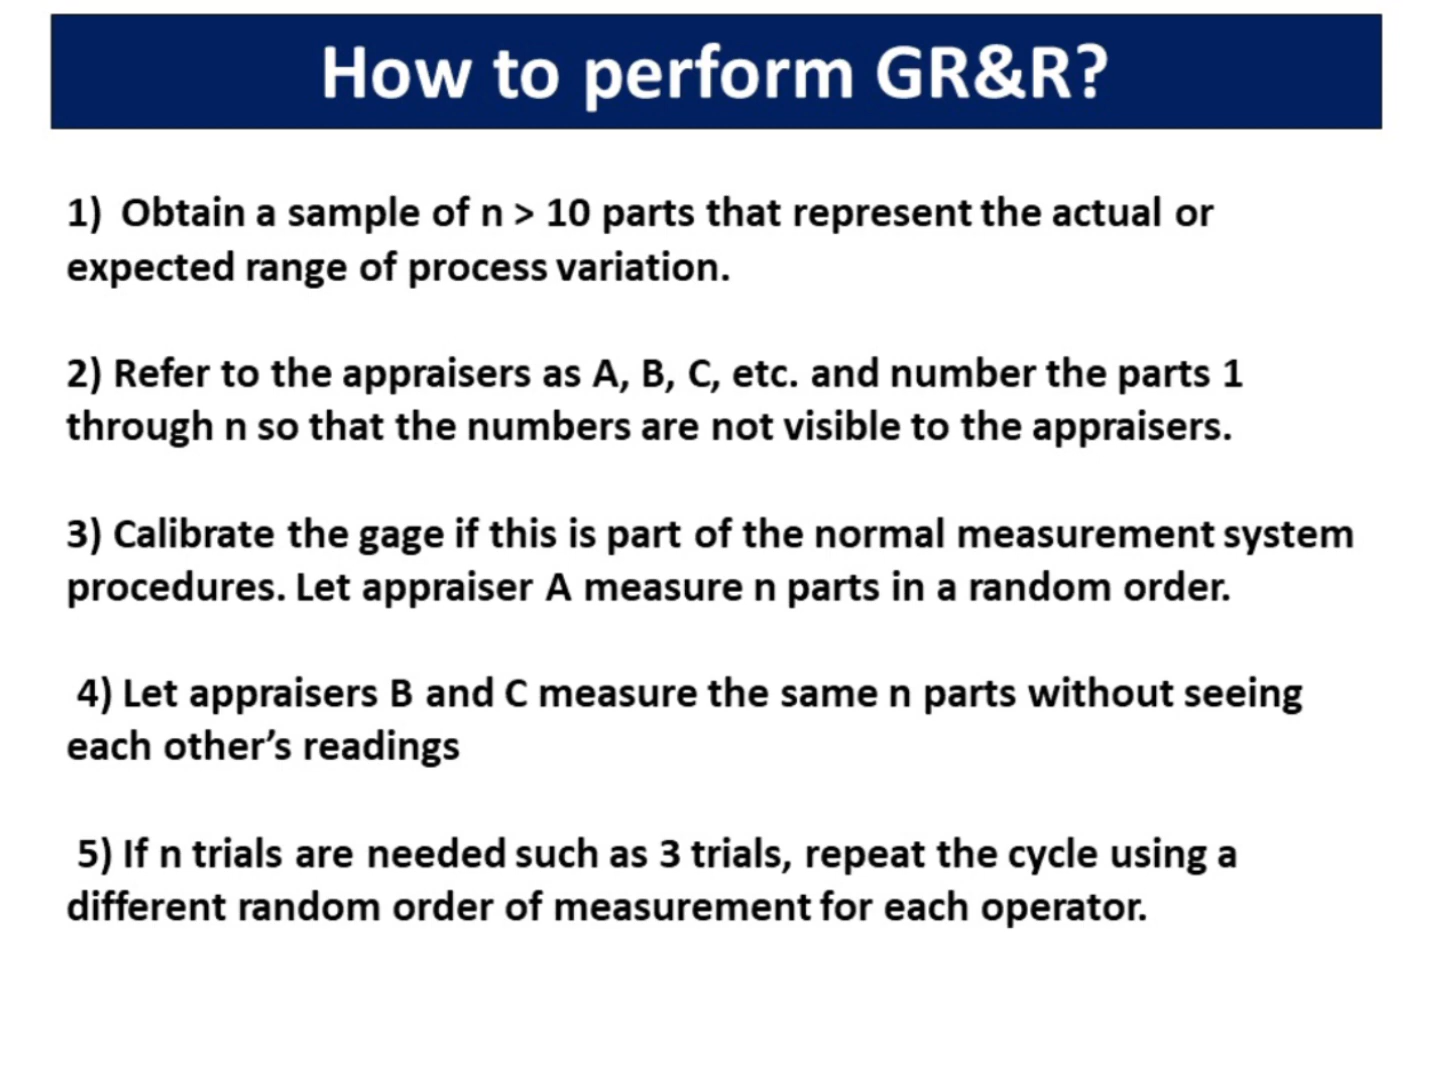 How to perform GR&R?
1) Obtain a sample of n > 10 parts that represent the actual or
expected range of process variation.
2) Refer to the appraisers as A, B, C, etc. and number the parts 1
through n so that the numbers are not visible to the appraisers.
3) Calibrate the gage if this is part of the normal measurement system
procedures. Let appraiser A measure n parts in a random order.
4) Let appraisers B and C measure the same n parts without seeing
each other’s readings
5) If n trials are needed such as 3 trials, repeat the cycle using a
different random order of measurement for each operator.